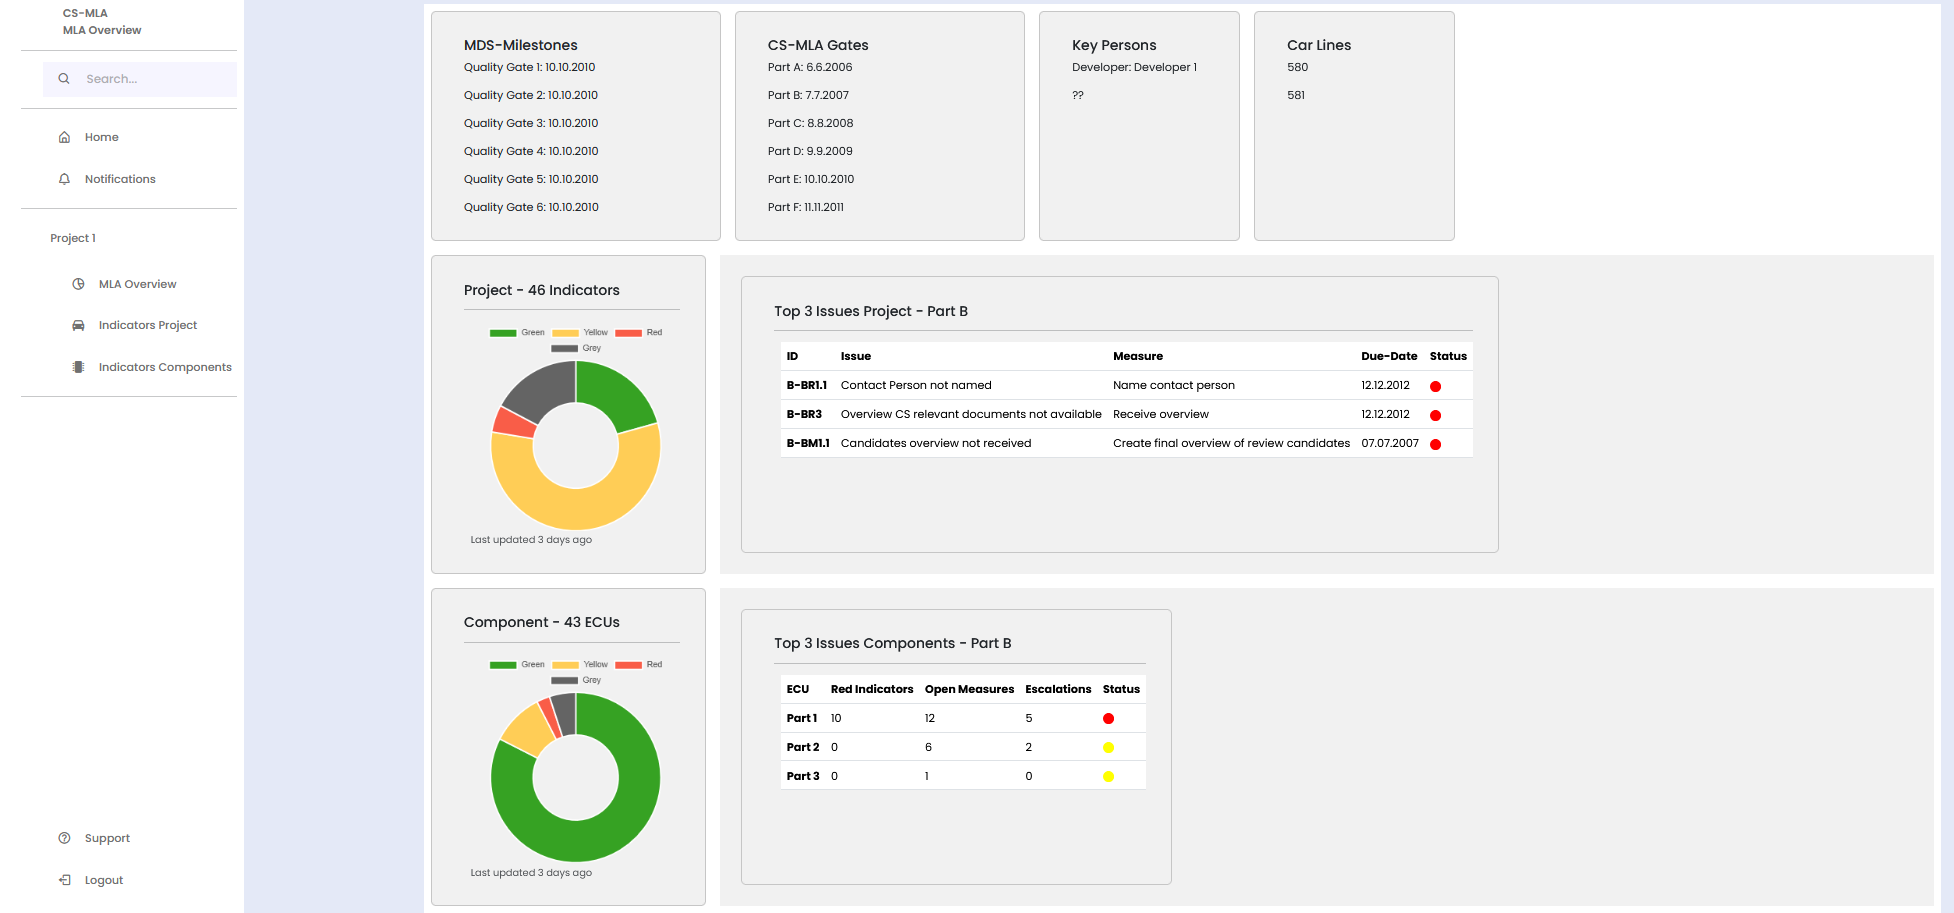 CS-MLA
MLA Overview
Search...
Home
Notifications
Project 1
MLA Overview
Indicators Project
Indicators Components
Support
Logout
MDS-Milestones
Quality Gate 1: 10.10.2010
Quality Gate 2: 10.10.2010
Quality Gate 3: 10.10.2010
Quality Gate 4: 10.10.2010
Quality Gate 5: 10.10.2010
Quality Gate 6: 10.10.2010
CS-MLA Gates
Part A: 6.6.2006
Part B: 7.7.2007
Part C: 8.8.2008
Part D: 9.9.2009
Part E: 10.10.2010
Part F: 11.11.2011
Key Persons
Developer: Developer 1
??
Car Lines
580
581
Project - 46 Indicators
Green Yellow Red
Grey
Last updated 3 days ago
Top 3 Issues Project - Part B
ID Issue Measure Due-Date Status
B-BR1.1 Contact Person not named Name contact person 12.12.2012
B-BR3 Overview CS relevant documents not available Receive overview 12.12.2012
B-BM1.1 Candidates overview not received Create final overview of review candidates 07.07.2007
Component - 43 ECUs
Green Yellow Red
Grey
Last updated 3 days ago
Top 3 Issues Components - Part B
ECU Red Indicators Open Measures Escalations Status
Part 1 10 12 5
Part 2 0 6 2
Part 3 0 1 0